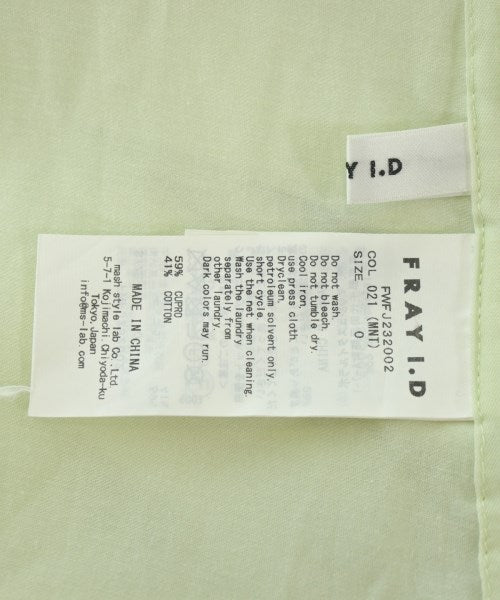 Y I.D
FRAY I.D
FWFJ232002
COL 021 (MNT)
SIZE 0
Do not wash.
Do not bleach.
Do not tumble dry.
Cool iron.
use press cloth.
Dryclean.
petroleum solvent only.
short cycle.
Use the net when cleaning.
Wash the laundry
separately from
other laundry.
Dark colors may run.
59% CUPRO
41% COTTON
MADE IN CHINA
mash style lab Co.,Ltd.
5-7-1 Kojimachi,Chiyoda-ku
Tokyo,Japan
info@ms-lab.com